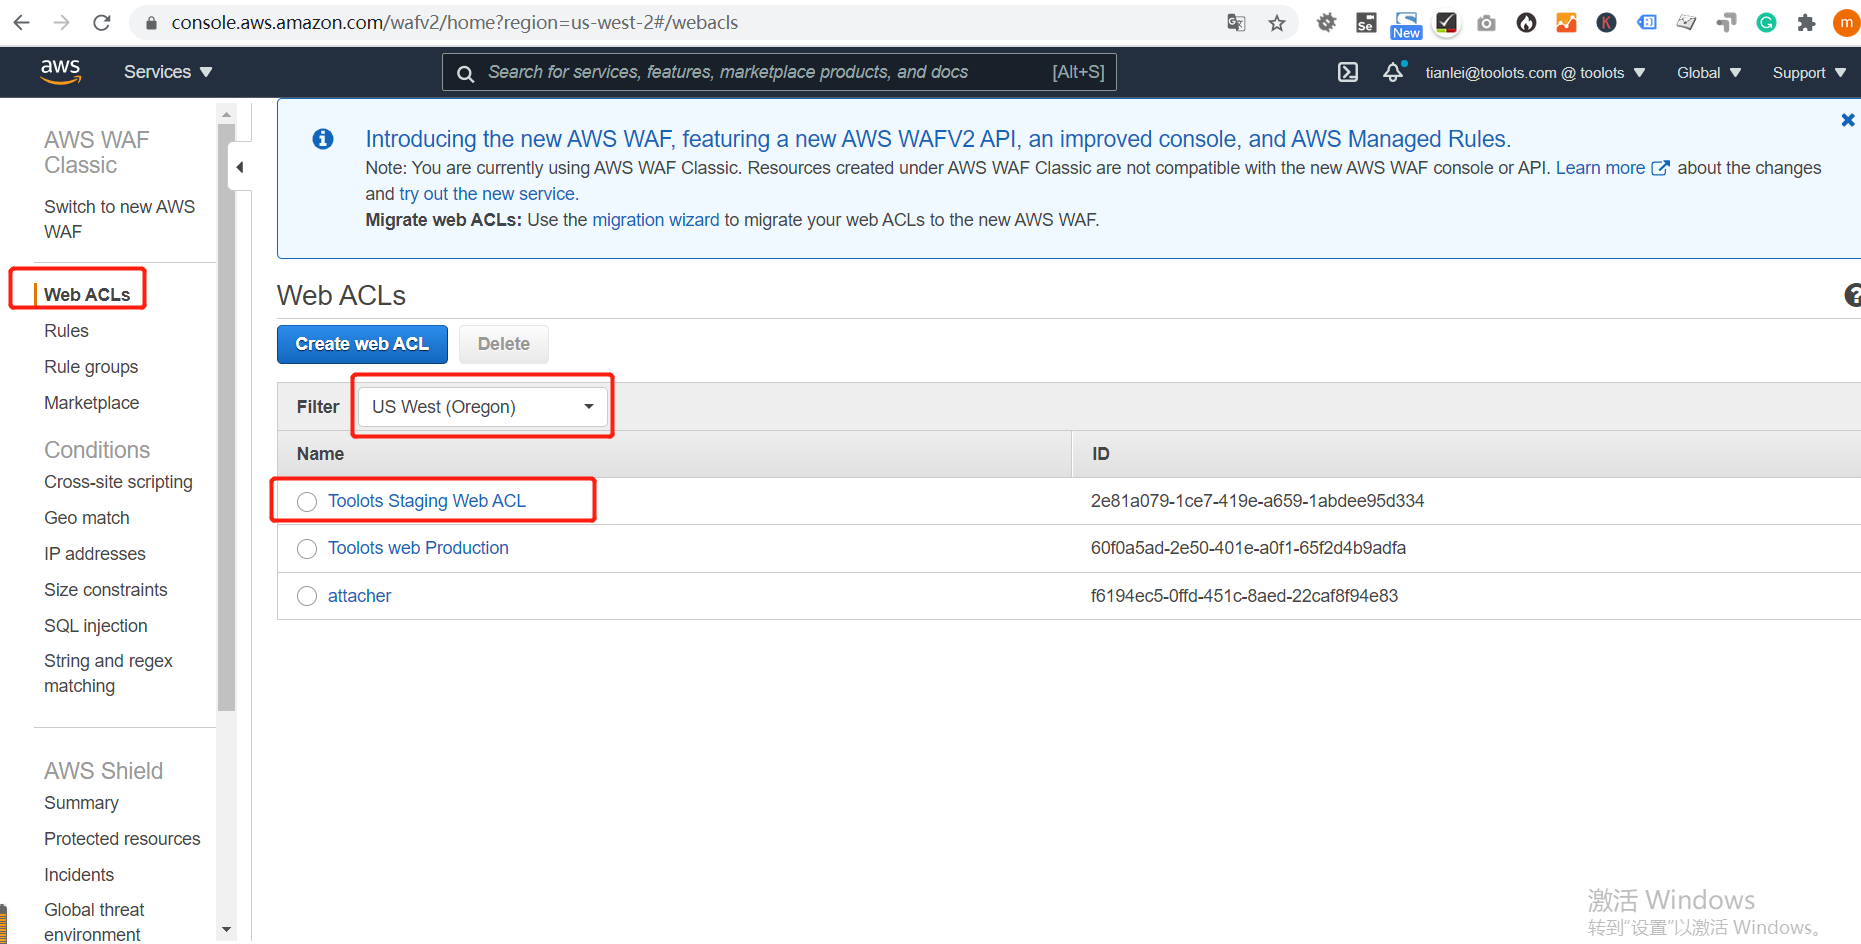 console.aws.amazon.com/wafv2/home?region=us-west-2#/webacls
Se
New
K
G
m
aws
Services
Search for services, features, marketplace products, and docs
[Alt+S]
tianlei@toolots.com @ toolots
Global
Support
AWS WAF
Classic
Switch to new AWS
WAF
Web ACLs
Rules
Rule groups
Marketplace
Conditions
Cross-site scripting
Geo match
IP addresses
Size constraints
SQL injection
String and regex
matching
AWS Shield
Summary
Protected resources
Incidents
Global threat
environment
Introducing the new AWS WAF, featuring a new AWS WAFV2 API, an improved console, and AWS Managed Rules.
Note: You are currently using AWS WAF Classic. Resources created under AWS WAF Classic are not compatible with the new AWS WAF console or API. Learn more about the changes
and try out the new service.
Migrate web ACLs: Use the migration wizard to migrate your web ACLs to the new AWS WAF.
Web ACLs
?
Create web ACL
Delete
Filter
US West (Oregon)
Name
ID
Toolots Staging Web ACL
2e81a079-1ce7-419e-a659-1abdee95d334
Toolots web Production
60f0a5ad-2e50-401e-a0f1-65f2d4b9adfa
attacher
f6194ec5-0ffd-451c-8aed-22caf8f94e83
激活 Windows
转到“设置”以激活 Windows。